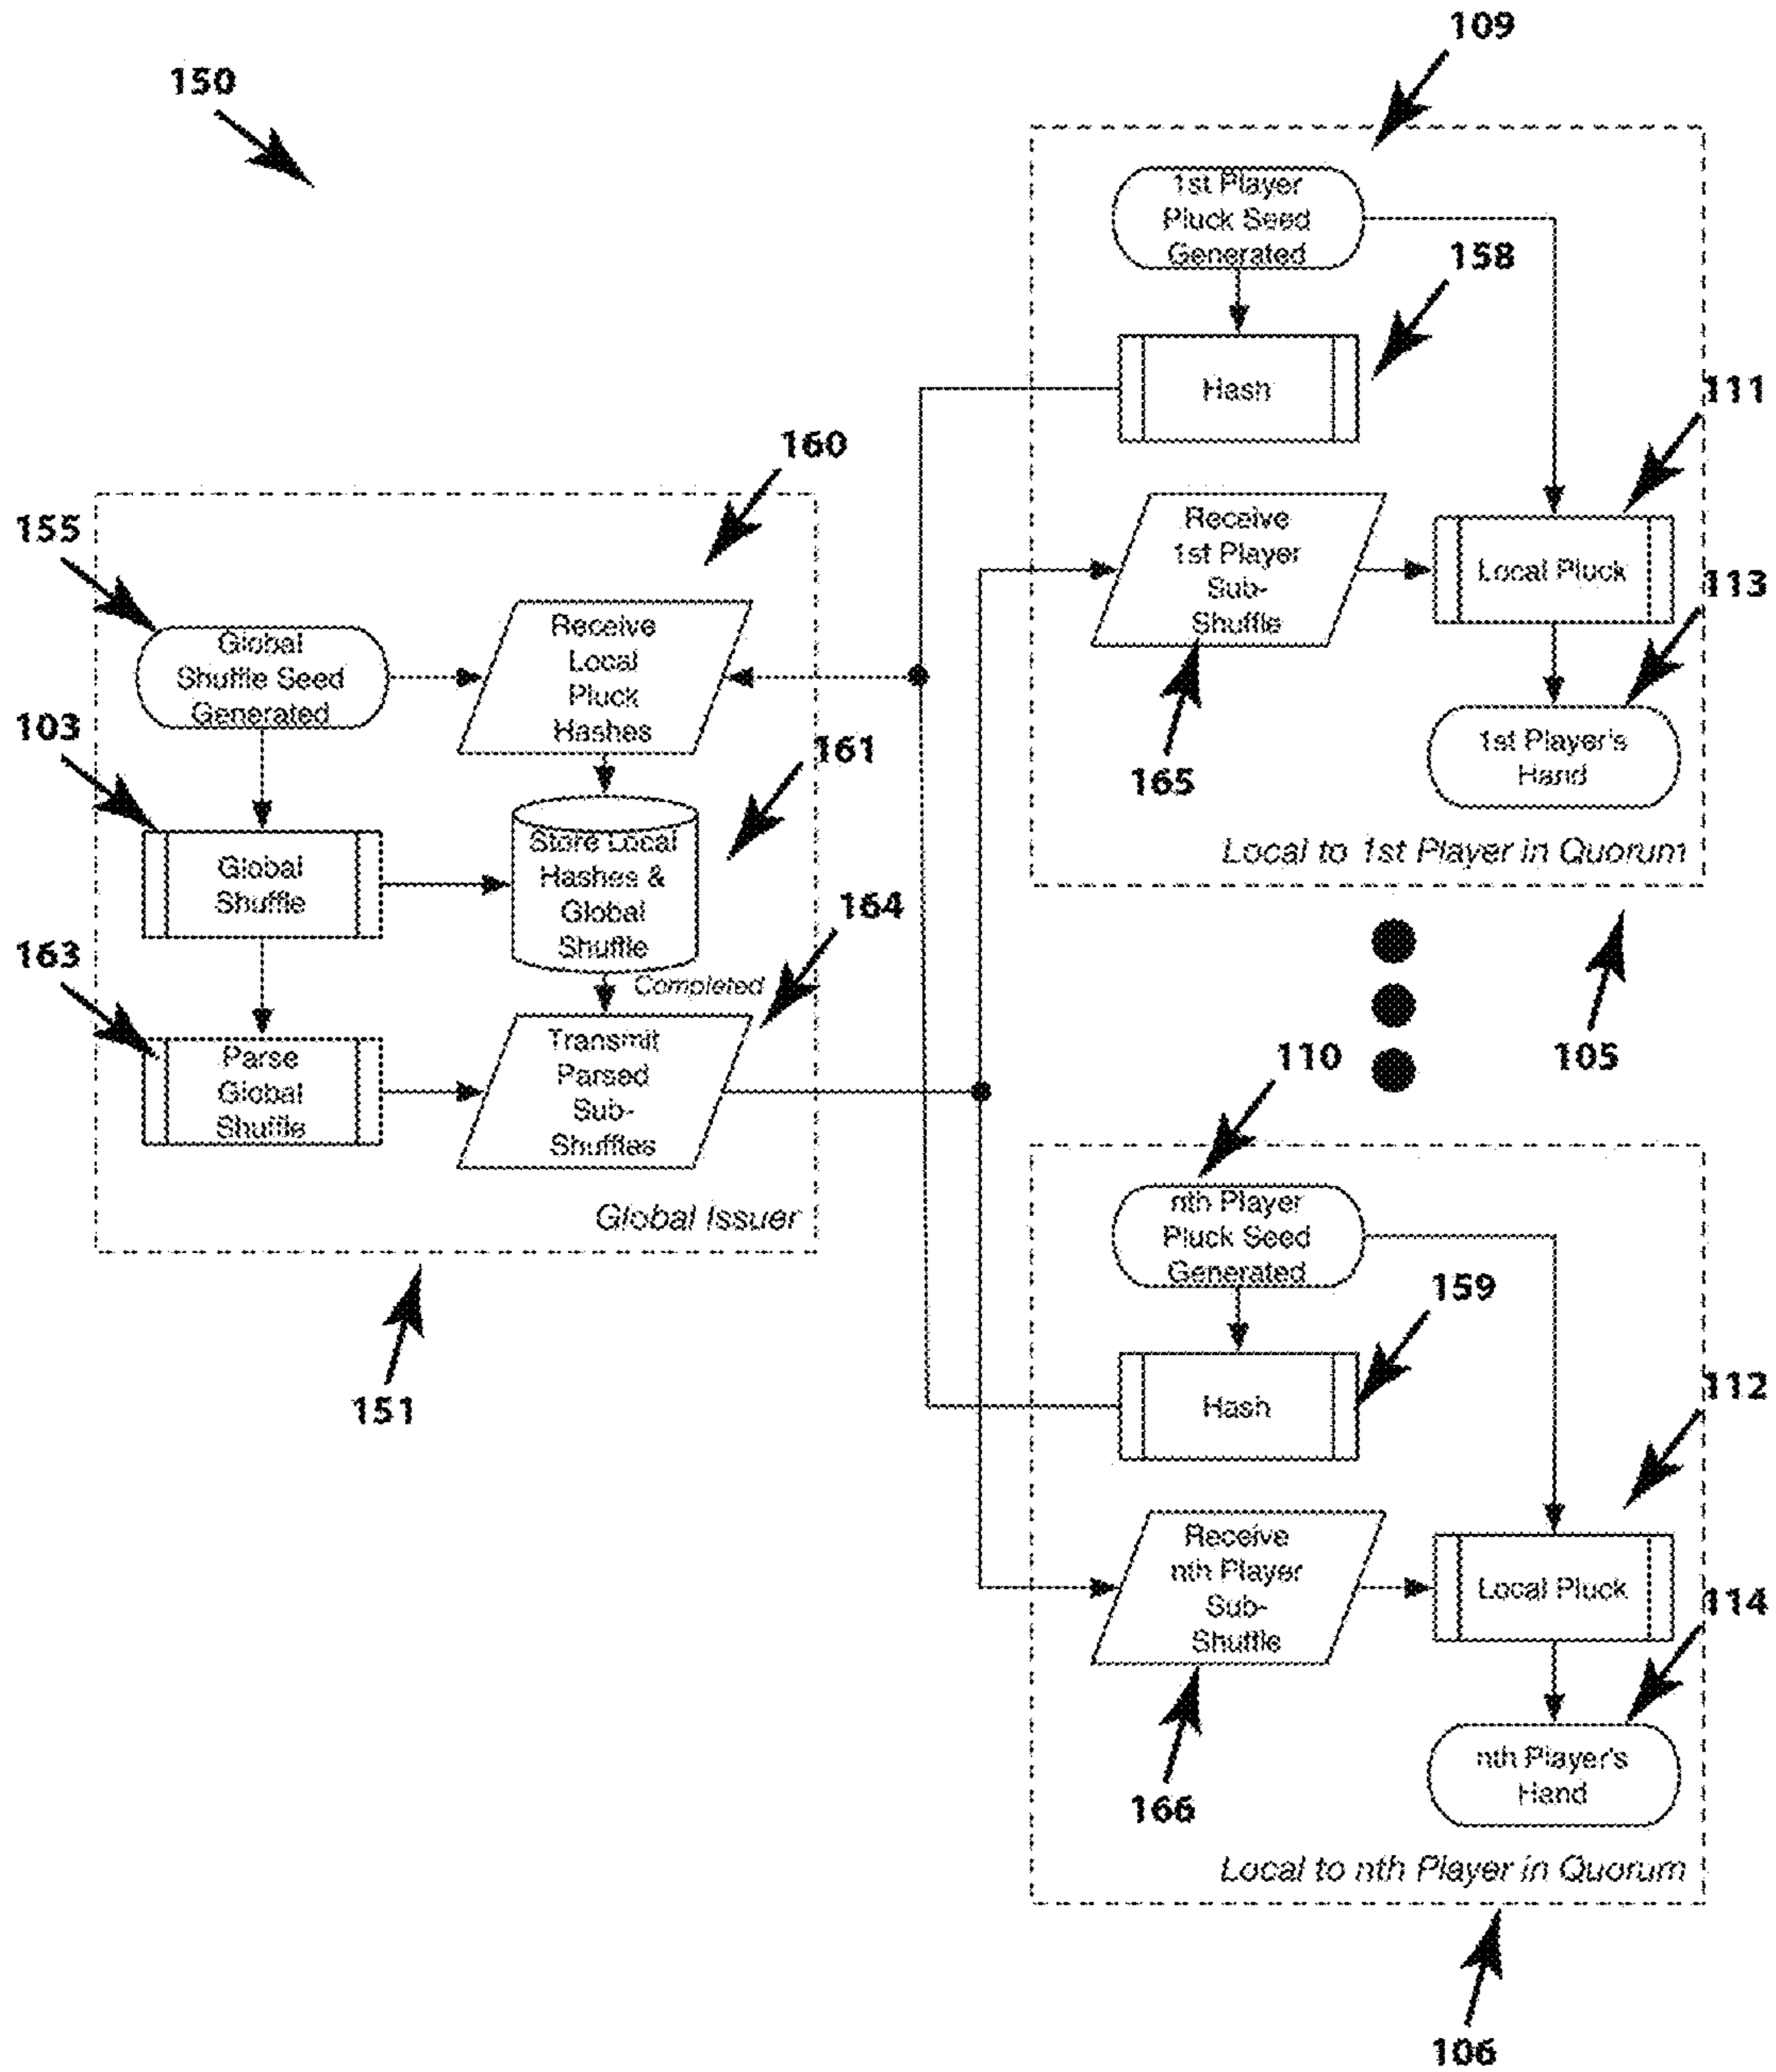 109
150
1st Player
Pluck Seed
Generated
158
Hash
111
160
155
Receive
1st Player
Sub-
Shuffle
Local Pluck
113
Global
Shuffle Seed
Generated
Receive
Local
Pluck
Hashes
103
161
165
1st Player's
Hand
Global
Shuffle
Store Local
Hashes &
Global
Shuffle
Local to 1st Player in Quorum
164
163
Completed
105
110
Parse
Global
Shuffle
Transmit
Parsed
Sub-
Shuffles
Global Issuer
nth Player
Pluck Seed
Generated
159
151
Hash
112
Receive
nth Player
Sub-
Shuffle
Local Pluck
114
166
nth Player's
Hand
Local to nth Player in Quorum
106